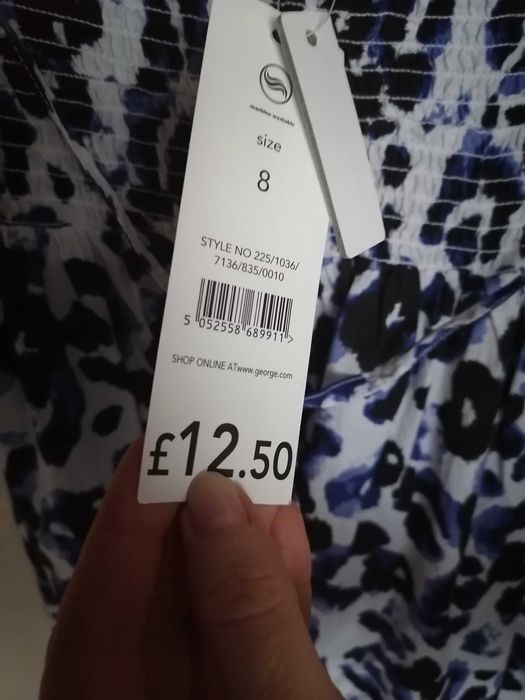 machine washable
size
8
STYLE NO 225/1036/
7136/835/0010
5 052558 689911 >
SHOP ONLINE ATwww.george.com
£12.50